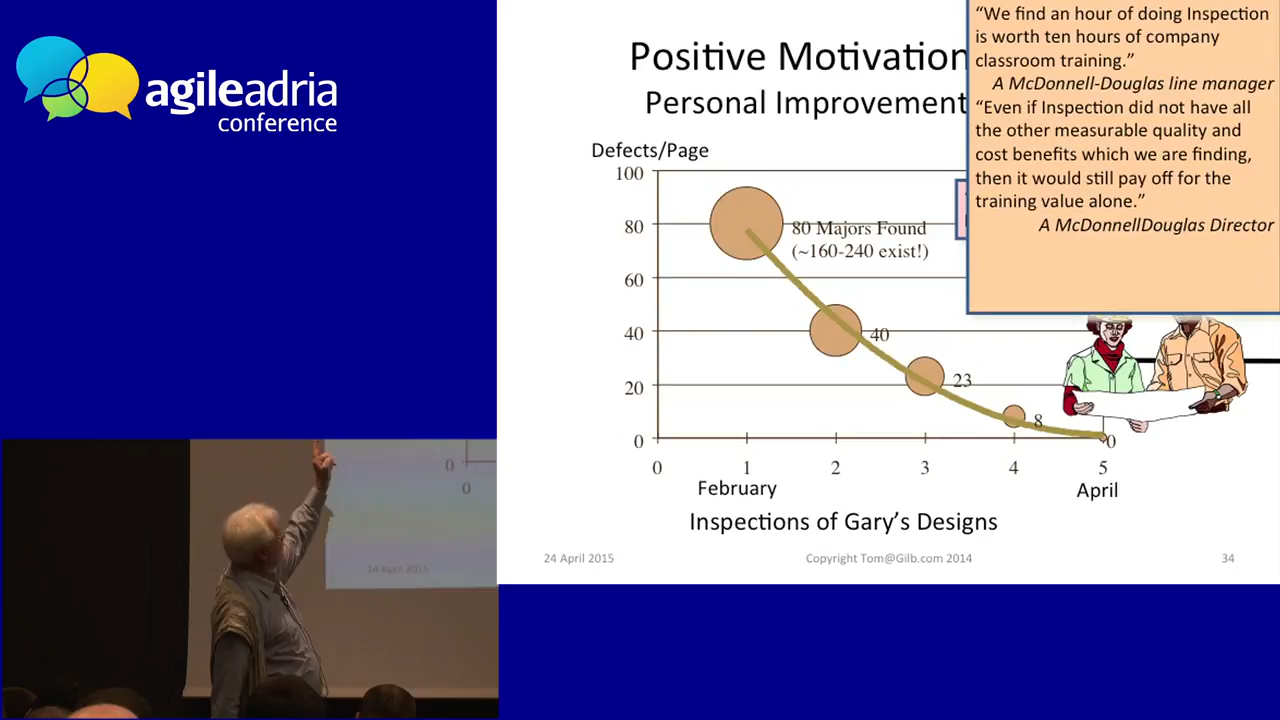 agileadria
conference
Positive Motivation
Personal Improvement
"We find an hour of doing Inspection
is worth ten hours of company
classroom training."
A McDonnell-Douglas line manager
"Even if Inspection did not have all
the other measurable quality and
cost benefits which we are finding,
then it would still pay off for the
training value alone."
A McDonnellDouglas Director
Defects/Page
100
80
60
40
20
0
80 Majors Found
(~160-240 exist!)
40
23
8
0
0
1
2
3
4
5
February
April
Inspections of Gary's Designs
24 April 2015
Copyright Tom@Gilb.com 2014
34
0
0
14 April 2015